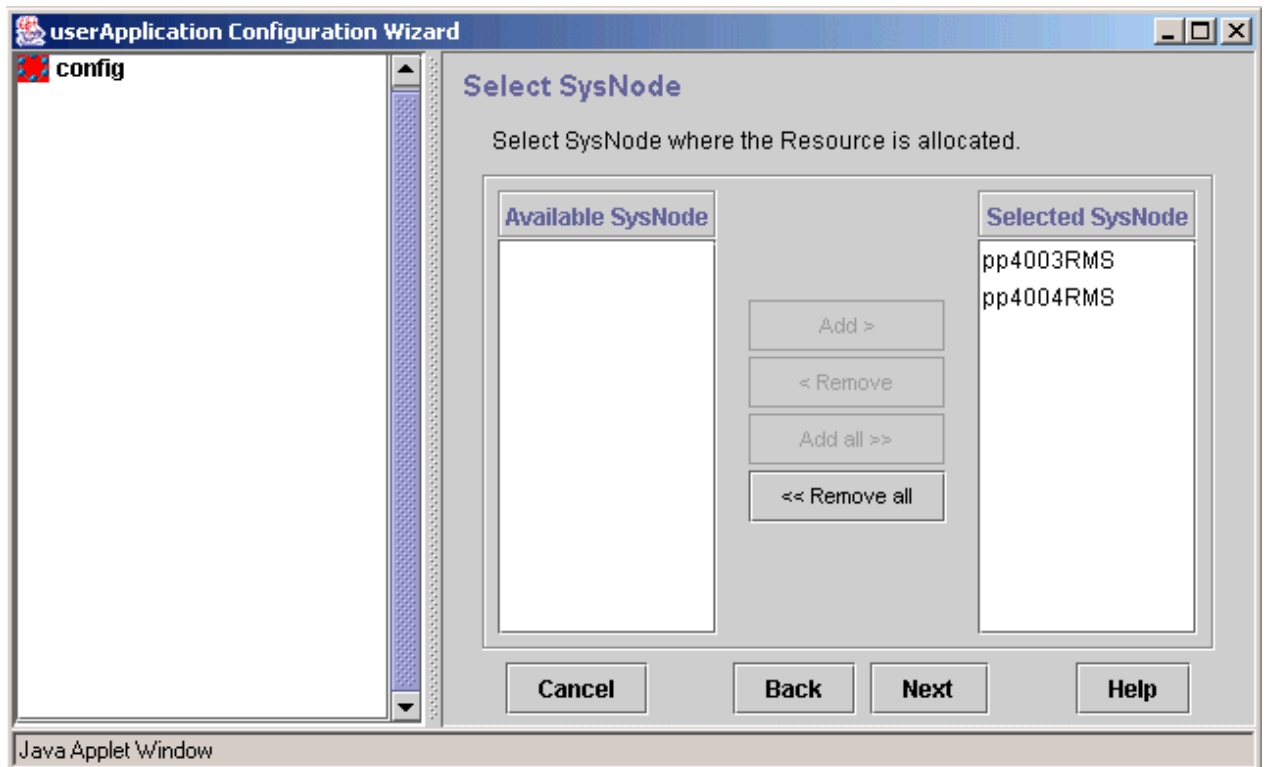 userApplication Configuration Wizard
config
Select SysNode
Select SysNode where the Resource is allocated.
Available SysNode
Selected SysNode
pp4003RMS
pp4004RMS
Add >
< Remove
Add all >>
<< Remove all
Cancel
Back
Next
Help
Java Applet Window